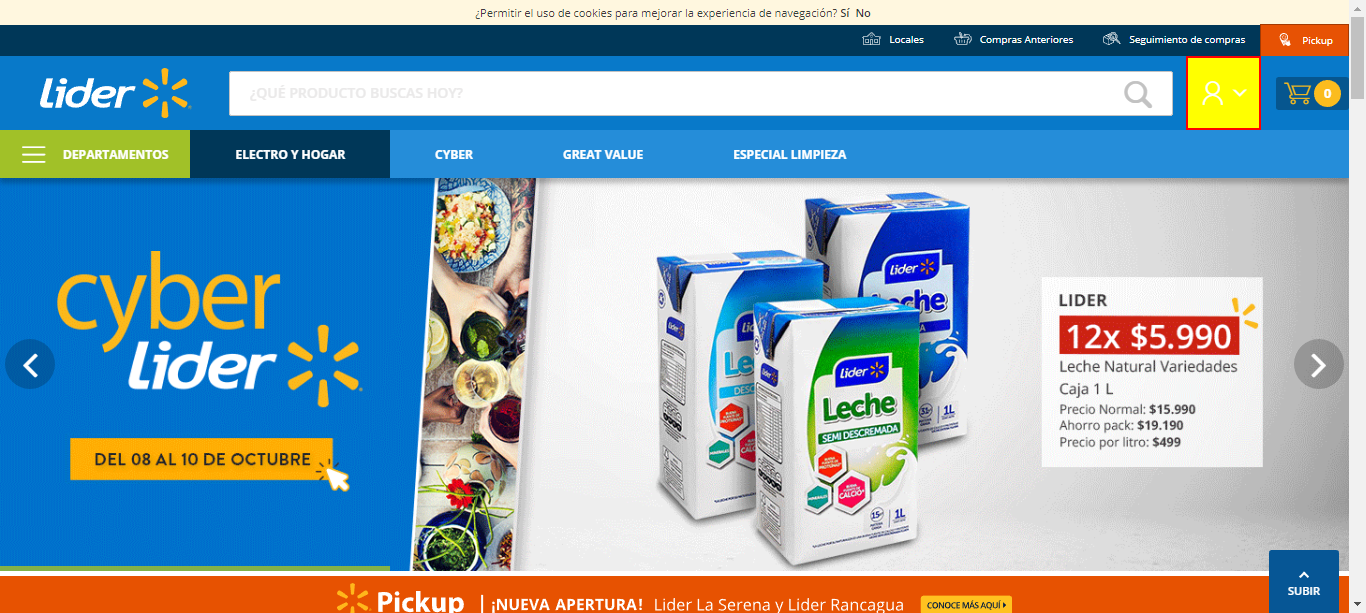 ¿Permitir el uso de cookies para mejorar la experiencia de navegación? Sí No
Locales Compras Anteriores Seguimiento de compras Pickup
Lider ¿QUÉ PRODUCTO BUSCAS HOY? 0
DEPARTAMENTOS ELECTRO Y HOGAR CYBER GREAT VALUE ESPECIAL LIMPIEZA
cyber
lider
DEL 08 AL 10 DE OCTUBRE
lider
Leche
lider
Leche
SEMI DESCREMADA
1L
1L
LIDER
12x $5.990
Leche Natural Variedades
Caja 1 L
Precio Normal: $15.990
Ahorro pack: $19.190
Precio por litro: $499
Pickup | ¡NUEVA APERTURA! Lider La Serena y Lider Rancagua CONOCE MÁS AQUÍ
SUBIR